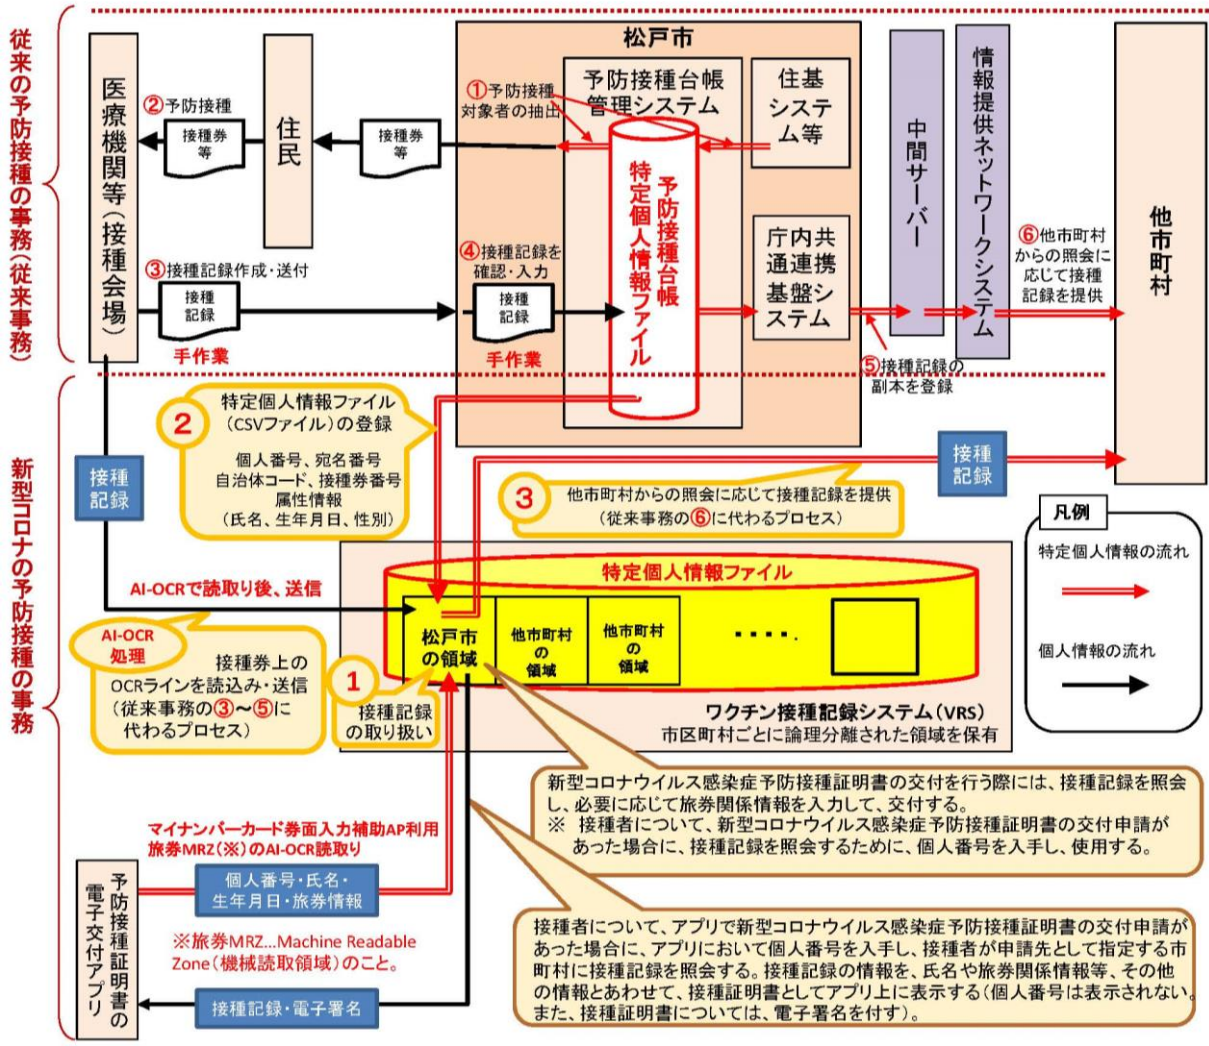 従来の予防接種の事務(従来事務)
医療機関等(接種会場)
②予防接種
接種券
等
住民
接種券
等
松戸市
予防接種台帳
管理システム
①予防接種
対象者の抽出
住基
システ
ム等
予防接種台帳
特定個人情報ファイル
中間サーバー
情報提供ネットワークシステム
他市町村
③接種記録作成・送付
接種
記録
手作業
④接種記録を
確認・入力
接種
記録
手作業
庁内共
通連携
基盤シ
ステム
⑤接種記録の
副本を登録
⑥他市町村
からの照会に
応じて接種
記録を提供
新型コロナの予防接種の事務
接種
記録
②
特定個人情報ファイル
(CSVファイル)の登録
個人番号、宛名番号
自治体コード、接種券番号
属性情報
(氏名、生年月日、性別)
③
他市町村からの照会に応じて接種記録を提供
(従来事務の⑥に代わるプロセス)
接種
記録
凡例
特定個人情報の流れ
個人情報の流れ
AI-OCRで読取り後、送信
AI-OCR
処理
接種券上の
OCRラインを読込み・送信
(従来事務の③~⑤に
代わるプロセス)
特定個人情報ファイル
松戸市
の領域
他市町村
の
領域
他市町村
の
領域
・・・・.
①
接種記録
の取り扱い
ワクチン接種記録システム(VRS)
市区町村ごとに論理分離された領域を保有
新型コロナウイルス感染症予防接種証明書の交付を行う際には、接種記録を照会
し、必要に応じて旅券関係情報を入力して、交付する。
※ 接種者について、新型コロナウイルス感染症予防接種証明書の交付申請が
あった場合に、接種記録を照会するために、個人番号を入手し、使用する。
マイナンバーカード券面入力補助AP利用
旅券MRZ(※)のAI-OCR読取り
予防接種証明書の
電子交付アプリ
個人番号・氏名・
生年月日・旅券情報
※旅券MRZ…Machine Readable
Zone(機械読取領域)のこと。
接種記録・電子署名
接種者について、アプリで新型コロナウイルス感染症予防接種証明書の交付申請が
あった場合に、アプリにおいて個人番号を入手し、接種者が申請先として指定する市
町村に接種記録を照会する。接種記録の情報を、氏名や旅券関係情報等、その他
の情報とあわせて、接種証明書としてアプリ上に表示する(個人番号は表示されない。
また、接種証明書については、電子署名を付す)。